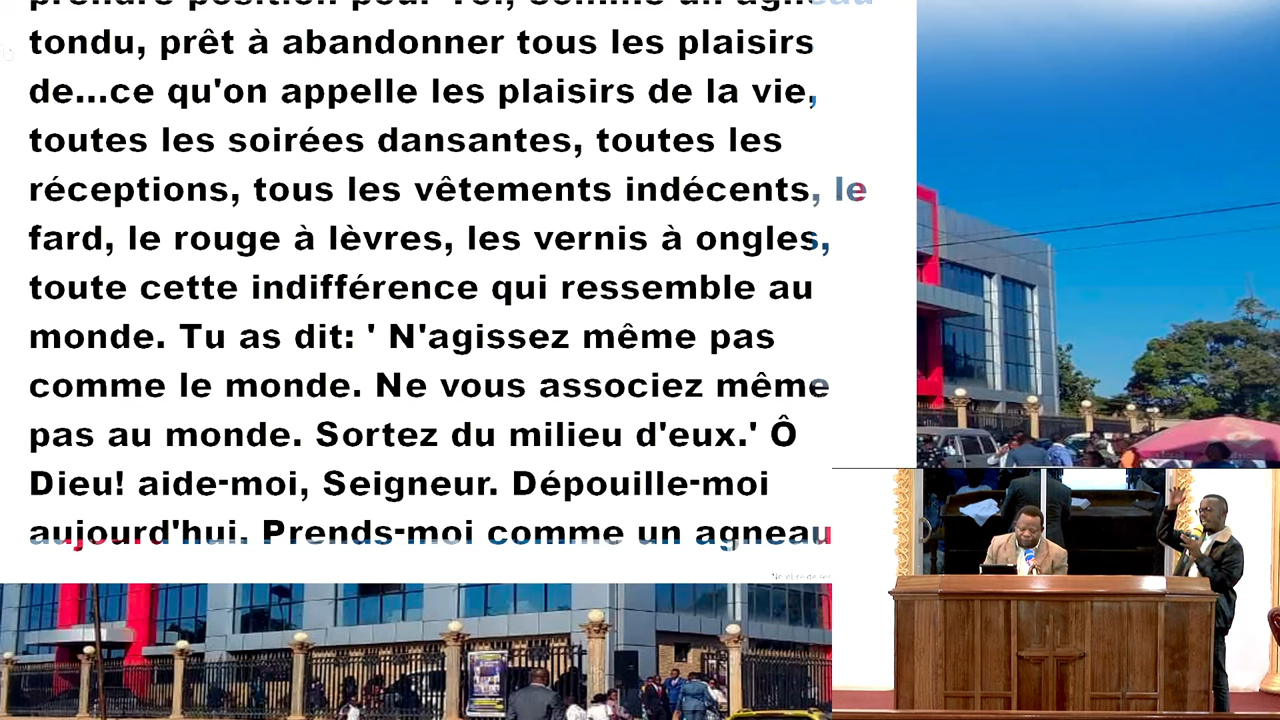 tondu, prêt à abandonner tous les plaisirs
de...ce qu'on appelle les plaisirs de la vie,
toutes les soirées dansantes, toutes les
réceptions, tous les vêtements indécents, le
fard, le rouge à lèvres, les vernis à ongles,
toute cette indifférence qui ressemble au
monde. Tu as dit: ' N'agissez même pas
comme le monde. Ne vous associez même
pas au monde. Sortez du milieu d'eux.' Ô
Dieu! aide-moi, Seigneur. Dépouille-moi
aujourd'hui. Prends-moi comme un agneau